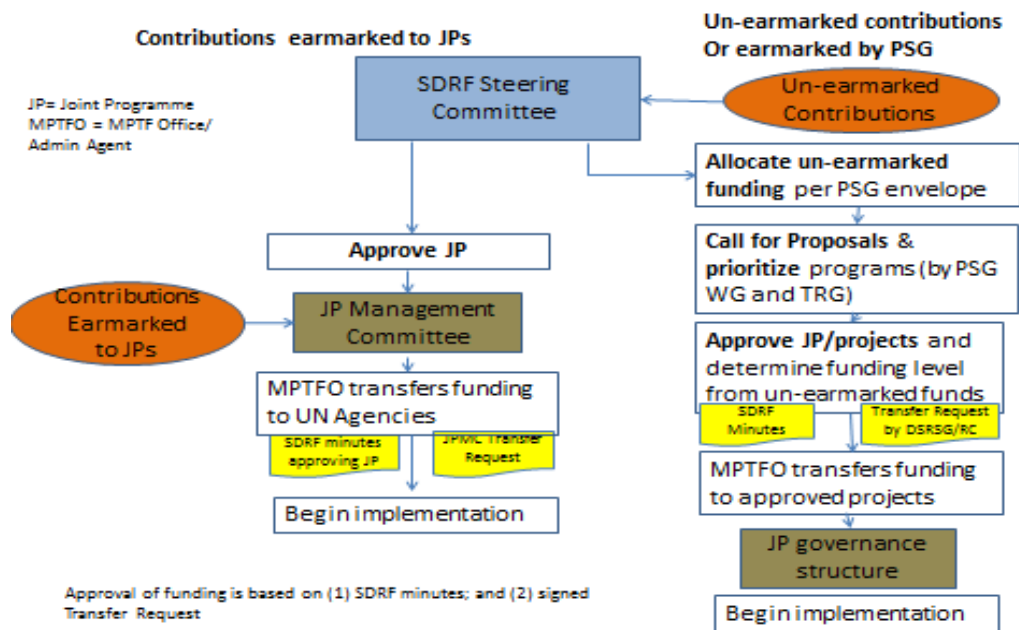 Contributions earmarked to JPs
Un-earmarked contributions
Or earmarked by PSG
JP= Joint Programme
MPTFO = MPTF Office/
Admin Agent
SDRF Steering
Committee
Un-earmarked
Contributions
Allocate un-earmarked
funding per PSG envelope
Approve JP
Call for Proposals &
prioritize programs (by PSG
WG and TRG)
Contributions
Earmarked
to JPs
JP Management
Committee
Approve JP/projects and
determine funding level
from un-earmarked funds
MPTFO transfers funding
to UN Agencies
SDRF
Minutes
Transfer Request
by DSRSG/RC
SDRF minutes
approving JP
JPMC Transfer
Request
MPTFO transfers funding
to approved projects
Begin implementation
JP governance
structure
Approval of funding is based on (1) SDRF minutes; and (2) signed
Transfer Request
Begin implementation